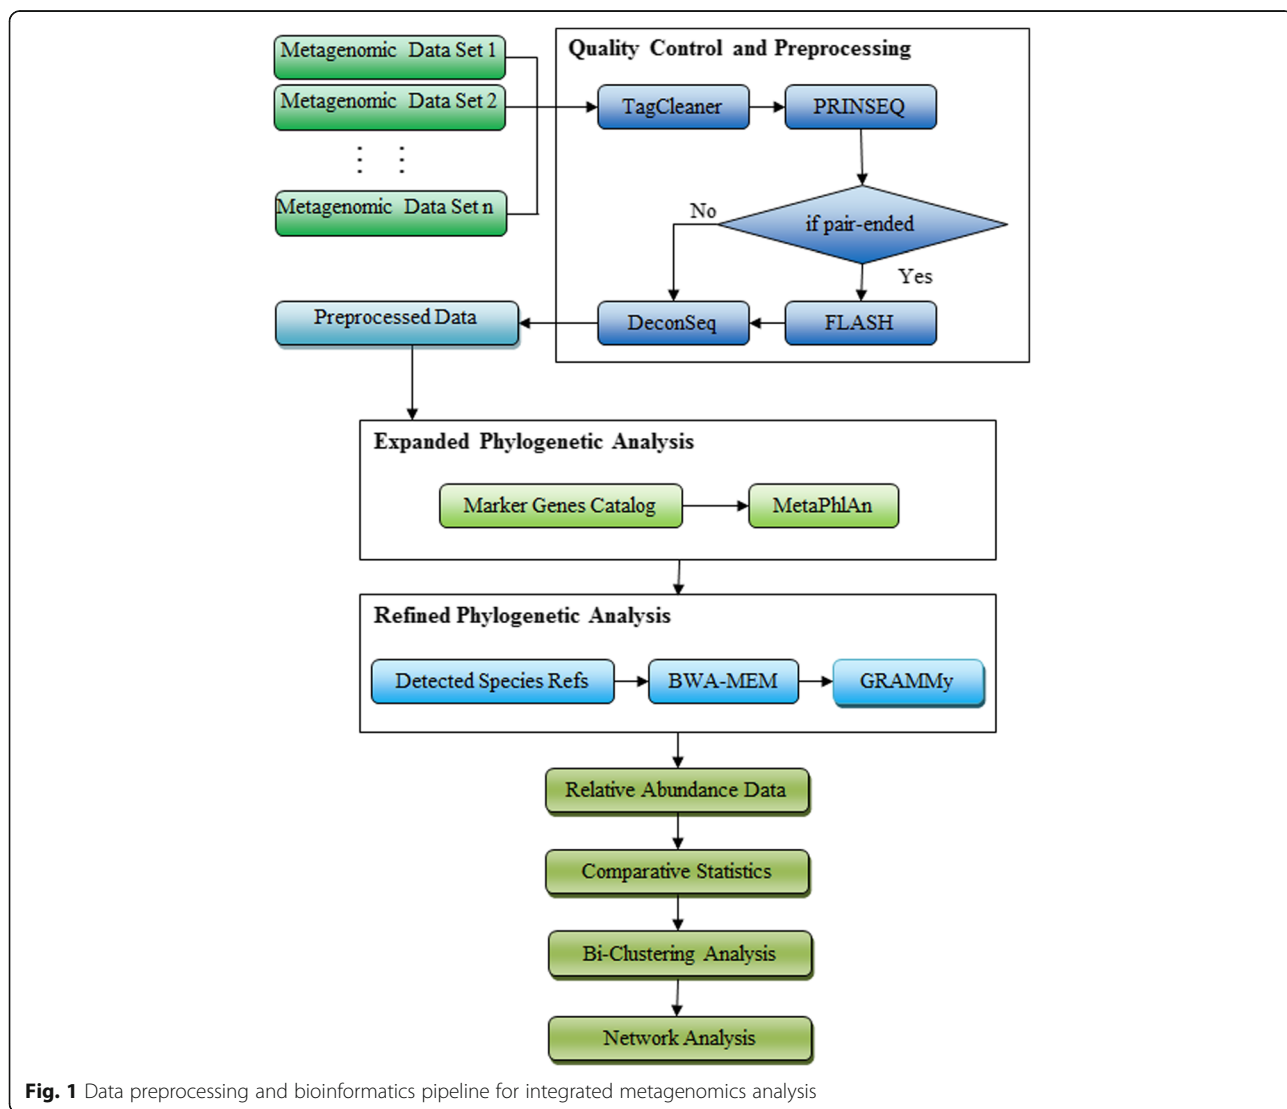 Metagenomic Data Set 1
Metagenomic Data Set 2
Metagenomic Data Set n
Quality Control and Preprocessing
TagCleaner
PRINSEQ
if pair-ended
No
Yes
FLASH
DeconSeq
Preprocessed Data
Expanded Phylogenetic Analysis
Marker Genes Catalog
MetaPhlAn
Refined Phylogenetic Analysis
Detected Species Refs
BWA-MEM
GRAMMy
Relative Abundance Data
Comparative Statistics
Bi-Clustering Analysis
Network Analysis
Fig. 1 Data preprocessing and bioinformatics pipeline for integrated metagenomics analysis